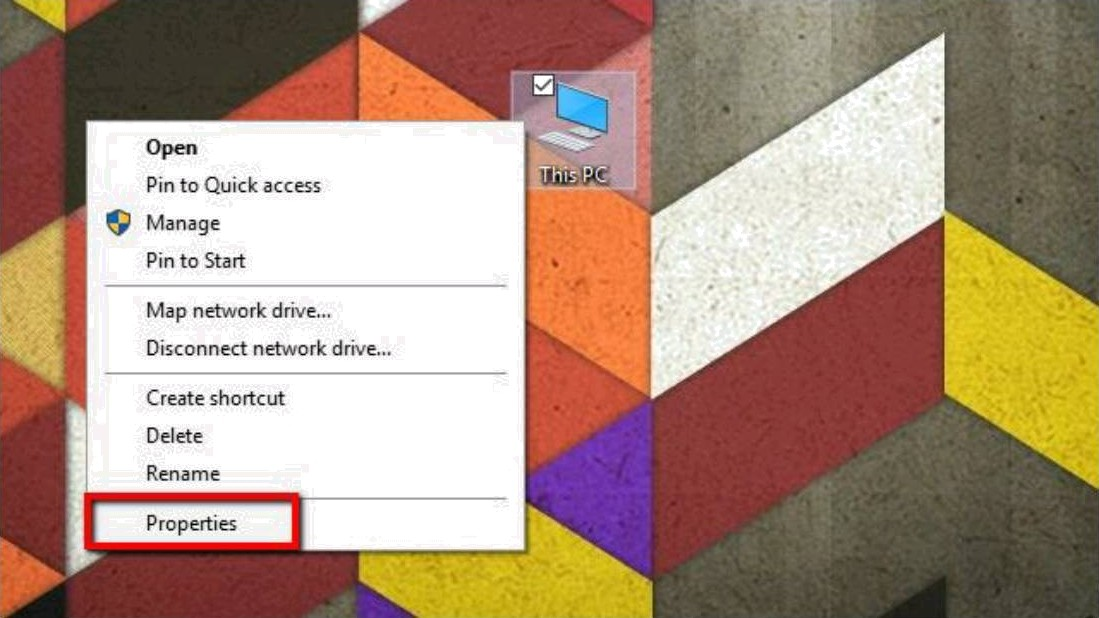 This PC
Open
Pin to Quick access
Manage
Pin to Start
Map network drive...
Disconnect network drive...
Create shortcut
Delete
Rename
Properties